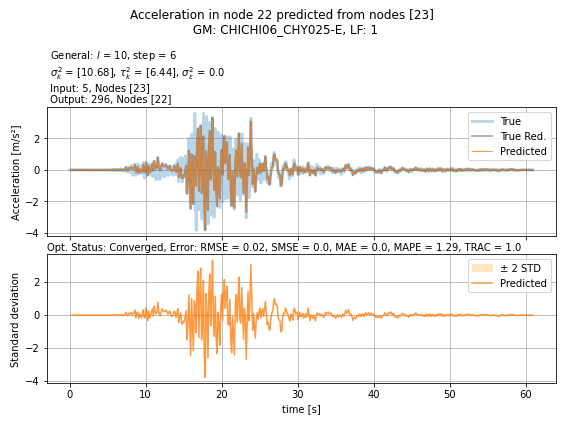 Acceleration in node 22 predicted from nodes [23]
GM: CHICHI06_CHY025-E, LF: 1
General: l = 10, step = 6
σ²ₖ = [10.68], τ²ₖ = [6.44], σ²ε = 0.0
Input: 5, Nodes [23]
Output: 296, Nodes [22]
True
True Red.
Predicted
Acceleration [m/s²]
2
0
−2
−4
Opt. Status: Converged, Error: RMSE = 0.02, SMSE = 0.0, MAE = 0.0, MAPE = 1.29, TRAC = 1.0
± 2 STD
Predicted
Standard deviation
2
0
−2
−4
0 10 20 30 40 50 60
time [s]